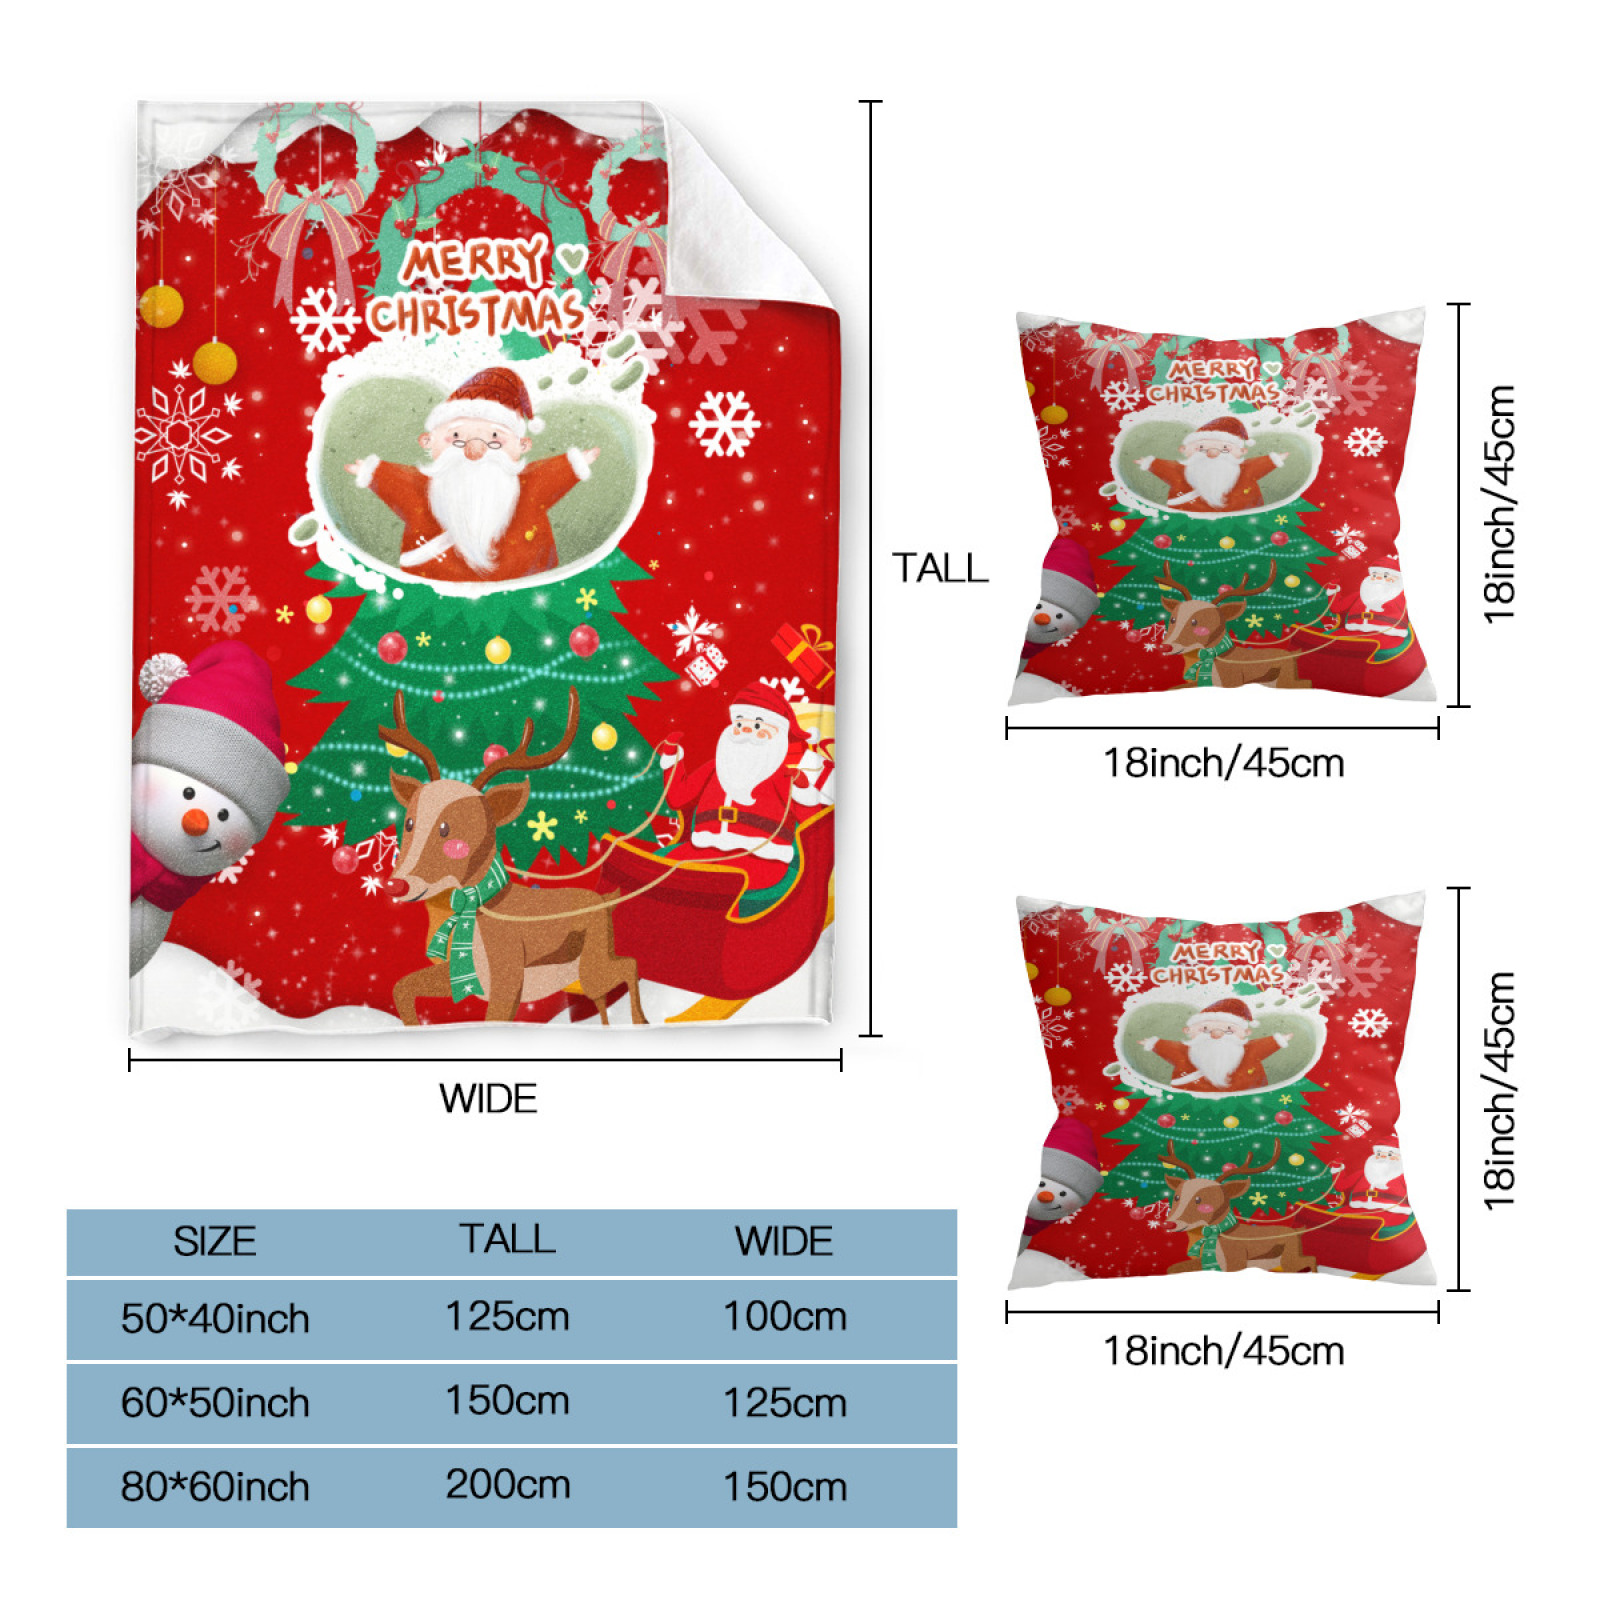 MERRY
CHRISTMAS
TALL
WIDE
MERRY
CHRISTMAS
18inch/45cm
18inch/45cm
MERRY
CHRISTMAS
18inch/45cm
18inch/45cm
SIZE TALL WIDE
50*40inch 125cm 100cm
60*50inch 150cm 125cm
80*60inch 200cm 150cm